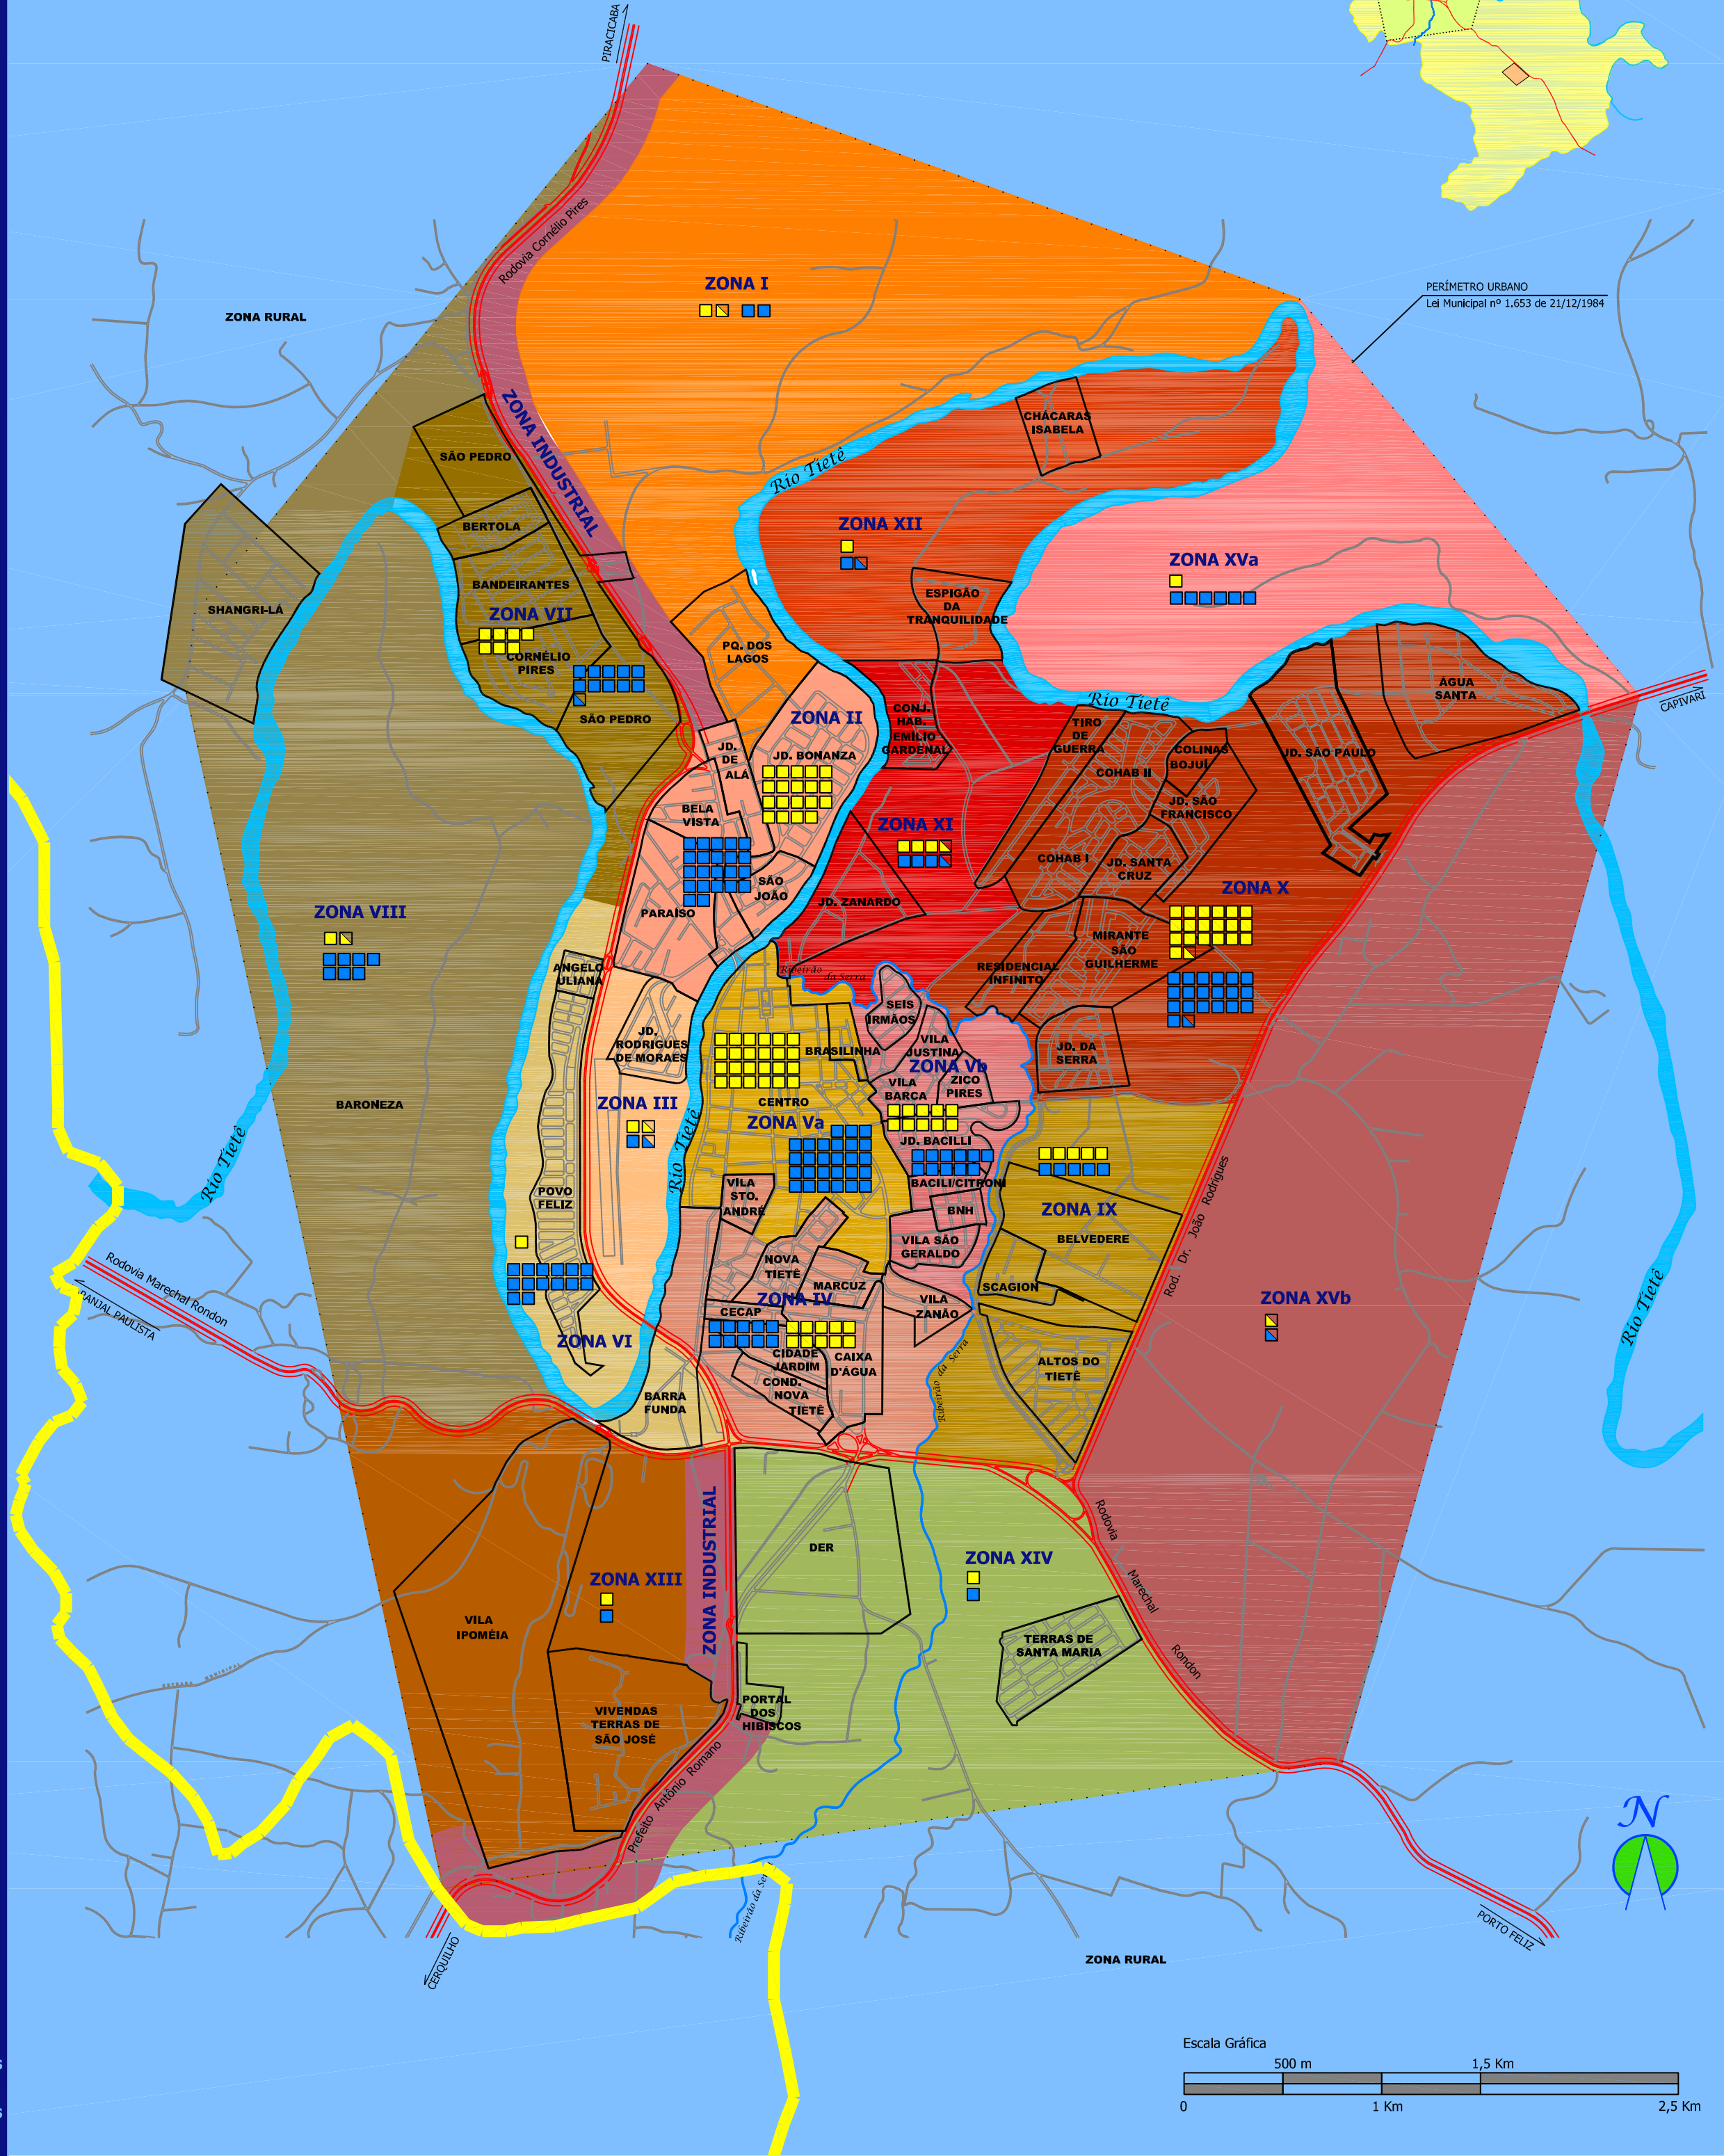 PIRACICABA
Rodovia Cornélio Pires
ZONA I
PERÍMETRO URBANO
Lei Municipal nº 1.653 de 21/12/1984
ZONA RURAL
ZONA INDUSTRIAL
CHÁCARAS
ISABELA
Rio Tietê
SÃO PEDRO
ZONA XII
BERTOLA
ZONA XVa
BANDEIRANTES
ESPIGÃO
DA
TRANQUILIDADE
SHANGRI-LÁ
ZONA VII
CORNÉLIO
PIRES
PQ. DOS
LAGOS
ÁGUA
SANTA
Rio Tietê
CAPIVARI
SÃO PEDRO
ZONA II
CONJ.
HAB.
EMÍLIO
GARDENAL
TIRO
DE
GUERRA
COLINAS
BOJUÍ
JD. SÃO PAULO
JD.
DE
ALÁ
JD. BONANZA
COHAB II
BELA
VISTA
JD. SÃO
FRANCISCO
ZONA XI
COHAB I
JD. SANTA
CRUZ
SÃO
JOÃO
ZONA X
JD. ZANARDO
PARAÍSO
ZONA VIII
MIRANTE
SÃO
GUILHERME
ANGELO
ULIANA
Ribeirão
da Serra
RESIDENCIAL
INFINITO
SEIS
IRMÃOS
JD.
RODRIGUES
DE MORAES
BRASILINHA
VILA
JUSTINA
JD. DA
SERRA
ZONA Vb
VILA
BARCA
ZICO
PIRES
BARONEZA
ZONA III
CENTRO
ZONA Va
Rio Tietê
JD. BACILLI
Rio Tietê
BACILI/CITRONI
POVO
FELIZ
VILA
STO.
ANDRÉ
BNH
ZONA IX
BELVEDERE
Rod. Dr. João Rodrigues
VILA SÃO
GERALDO
NOVA
TIETÊ
Rodovia Marechal Rondon
MARCUZ
SCAGION
ZONA IV
ZONA XVb
VILA
ZANÃO
CECAP
Rio Tietê
ZONA VI
CIDADE
JARDIM
CAIXA
D'ÁGUA
ALTOS DO
TIETÊ
Ribeirão da Serra
COND.
NOVA
TIETÊ
BARRA
FUNDA
ZONA INDUSTRIAL
Rodovia
Marechal
Rondon
DER
ZONA XIV
ZONA XIII
VILA
IPOMÉIA
TERRAS DE
SANTA MARIA
VIVENDAS
TERRAS DE
SÃO JOSÉ
PORTAL
DOS
HIBISCOS
Prefeito Antônio Romano
N
CERQUILHO
PORTO FELIZ
ZONA RURAL
Escala Gráfica
500 m
1,5 Km
0
1 Km
2,5 Km